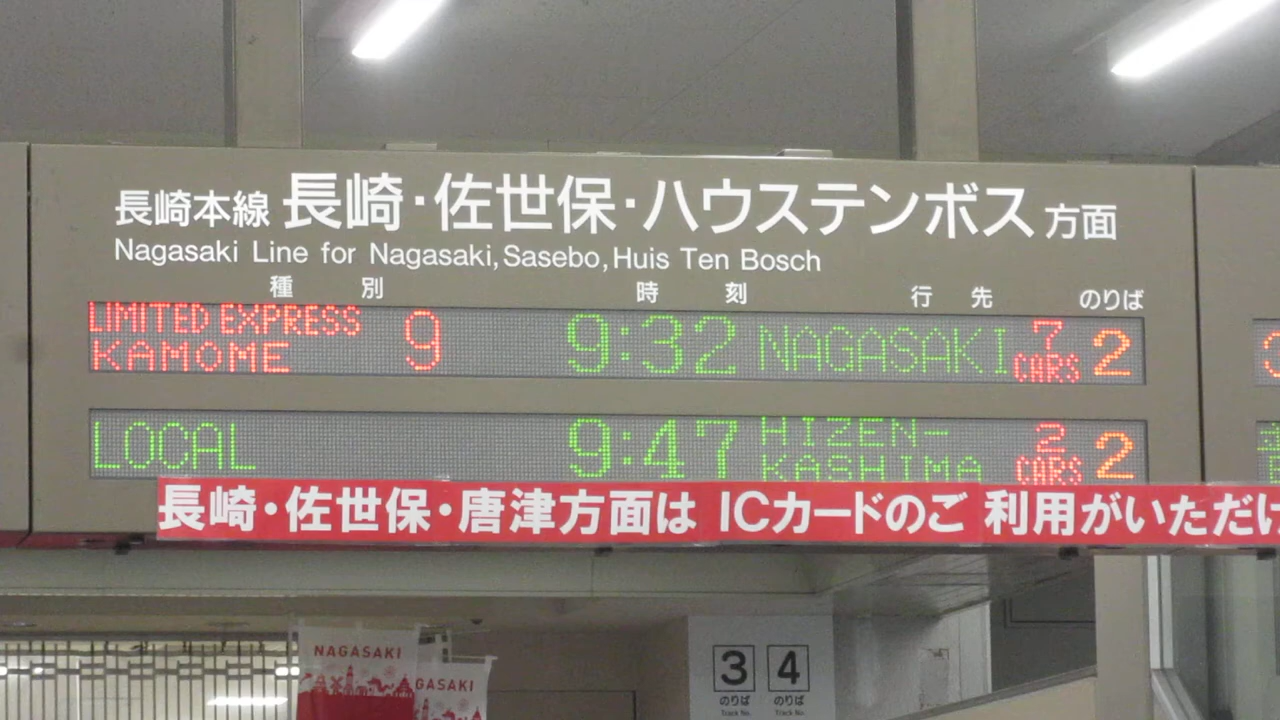 長崎本線 長崎・佐世保・ハウステンボス 方面
Nagasaki Line for Nagasaki, Sasebo, Huis Ten Bosch
種別 時刻 行先 のりば
LIMITED EXPRESS KAMOME 9 9:32 NAGASAKI 7 CARS 2
LOCAL 9:47 HIZEN-KASHIMA 2 CARS 2
長崎・佐世保・唐津方面は ICカードのご 利用がいただけ
NAGASAKI
GASAKI
3 4
のりば のりば
Track No. Track No.